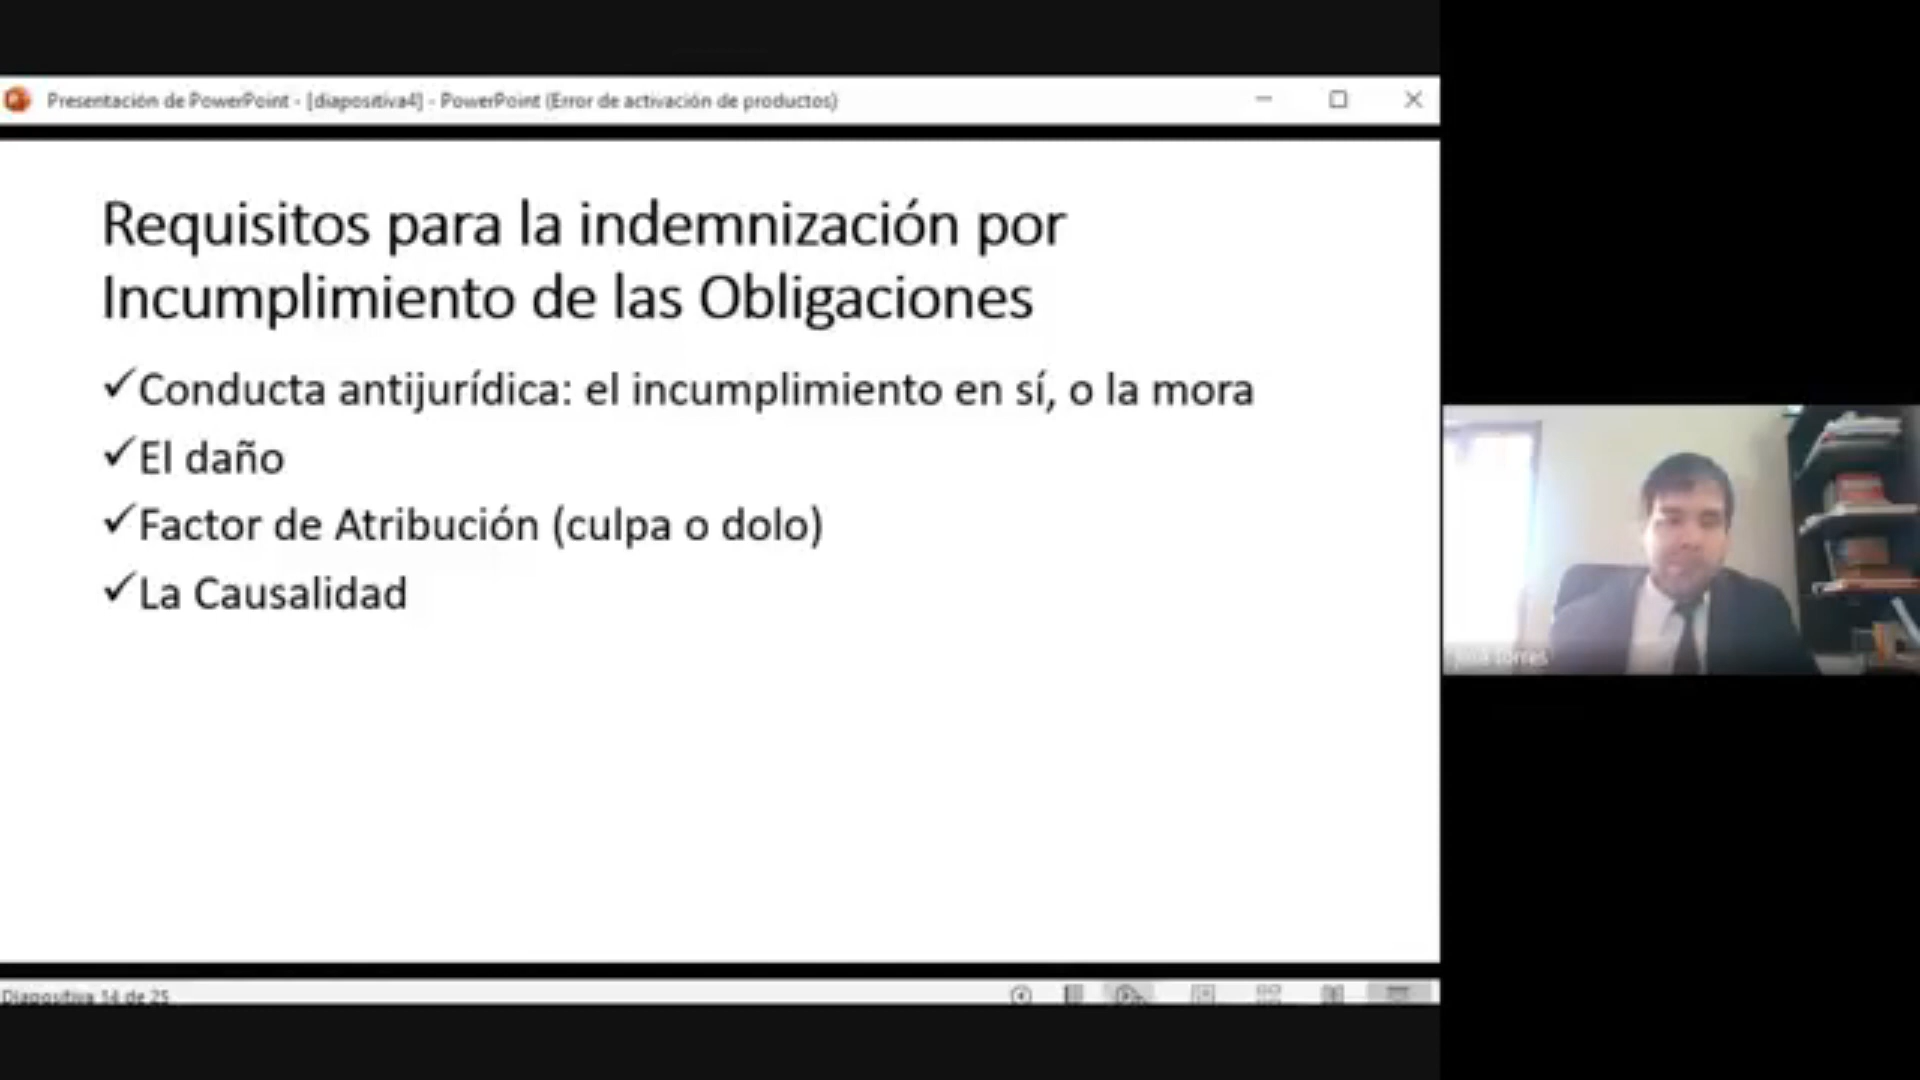 Presentación de PowerPoint - [diapositiva4] - PowerPoint (Error de activación de productos)
Requisitos para la indemnización por
Incumplimiento de las Obligaciones
✓Conducta antijurídica: el incumplimiento en sí, o la mora
✓El daño
✓Factor de Atribución (culpa o dolo)
✓La Causalidad
Torres
Diapositiva 14 de 25